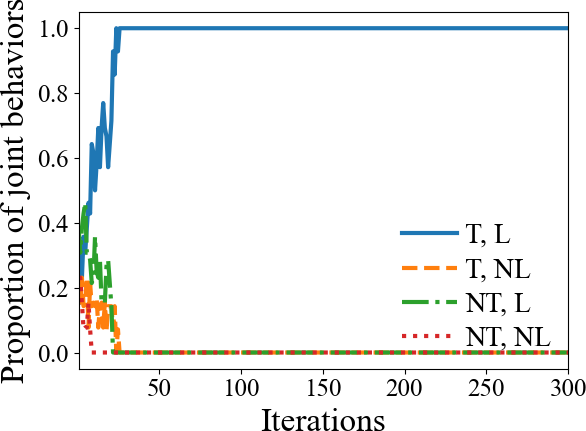 Proportion of joint behaviors
1.0
0.8
0.6
0.4
0.2
0.0
T, L
T, NL
NT, L
NT, NL
50 100 150 200 250 300
Iterations